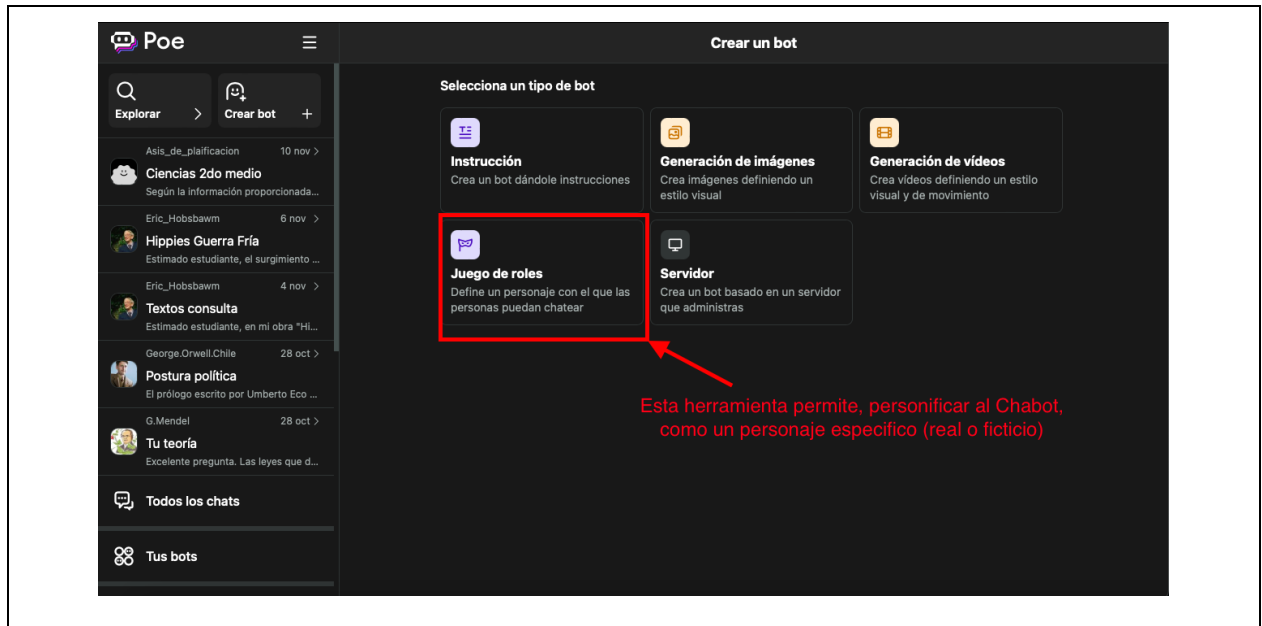 Poe
Explorar
Crear bot
Asis_de_plaificacion 10 nov
Ciencias 2do medio
Según la información proporcionada...
Eric_Hobsbawm 6 nov
Hippies Guerra Fría
Estimado estudiante, el surgimiento ...
Eric_Hobsbawm 4 nov
Textos consulta
Estimado estudiante, en mi obra "Hi...
George.Orwell.Chile 28 oct
Postura política
El prólogo escrito por Umberto Eco ...
G.Mendel 28 oct
Tu teoría
Excelente pregunta. Las leyes que d...
Todos los chats
Tus bots
Crear un bot
Selecciona un tipo de bot
Instrucción
Crea un bot dándole instrucciones
Generación de imágenes
Crea imágenes definiendo un
estilo visual
Generación de vídeos
Crea vídeos definiendo un estilo
visual y de movimiento
Juego de roles
Define un personaje con el que las
personas puedan chatear
Servidor
Crea un bot basado en un servidor
que administras
Esta herramienta permite, personificar al Chabot,
como un personaje especifico (real o ficticio)